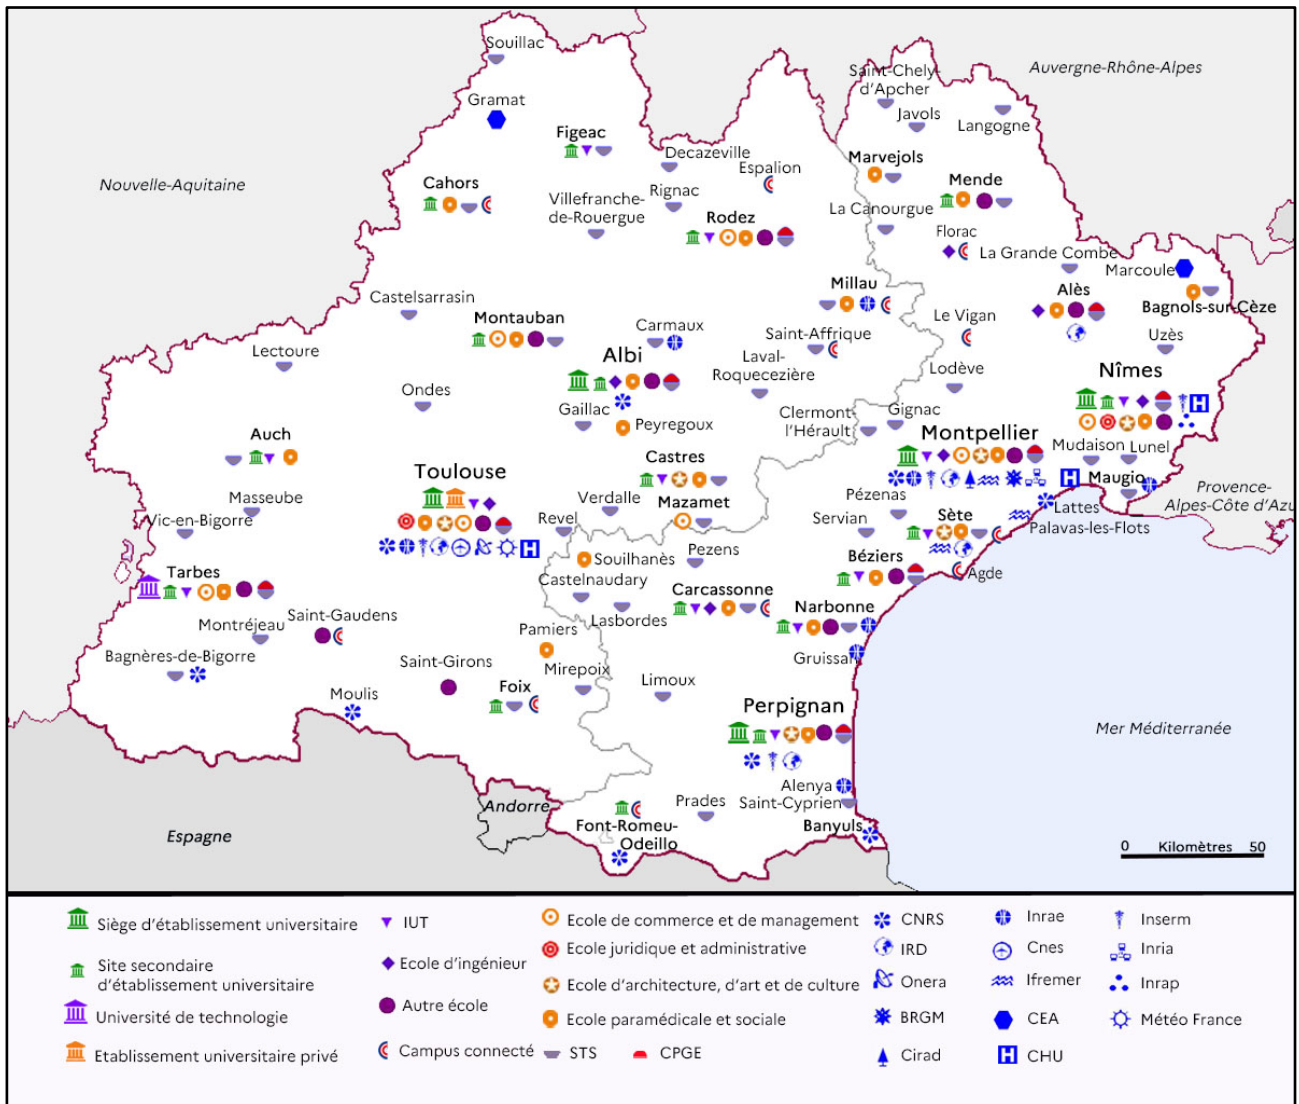 Souillac
Auvergne-Rhône-Alpes
Saint-Chely-
d'Apcher
Gramat
Javols
Langogne
Figeac
Decazeville
Marvejols
Espalion
Nouvelle-Aquitaine
Cahors
Mende
Villefranche-
de-Rouergue
Rignac
La Canourgue
Rodez
Florac
La Grande Combe
Marcoule
Millau
Alès
Castelsarrasin
Bagnols-sur-Cèze
Montauban
Carmaux
Le Vigan
Saint-Affrique
Uzès
Lectoure
Albi
Laval-
Roquecezière
Lodève
Nîmes
Ondes
Gaillac
Clermont-
l'Hérault
Gignac
Peyregoux
Auch
Montpellier
Mudaison
Lunel
Toulouse
Castres
Maugio
Masseube
Verdalle
Mazamet
Pézenas
Provence-
Alpes-Côte d'Azu
Vic-en-Bigorre
Revel
Servian
Sète
Lattes
Palavas-les-Flots
Souilhanès
Pezens
Béziers
Tarbes
Agde
Castelnaudary
Carcassonne
Narbonne
Saint-Gaudens
Lasbordes
Montréjeau
Pamiers
Bagnères-de-Bigorre
Saint-Girons
Mirepoix
Gruissan
Limoux
Moulis
Foix
Perpignan
Mer Méditerranée
Alenya
Andorre
Prades
Saint-Cyprien
Espagne
Font-Romeu-
Odeillo
Banyuls
0 Kilomètres 50
Siège d'établissement universitaire
Site secondaire
d'établissement universitaire
Université de technologie
Etablissement universitaire privé
IUT
Ecole d'ingénieur
Autre école
Campus connecté
Ecole de commerce et de management
Ecole juridique et administrative
Ecole d'architecture, d'art et de culture
Ecole paramédicale et sociale
STS
CPGE
CNRS
IRD
Onera
BRGM
Cirad
Inrae
Cnes
Ifremer
CEA
CHU
Inserm
Inria
Inrap
Météo France